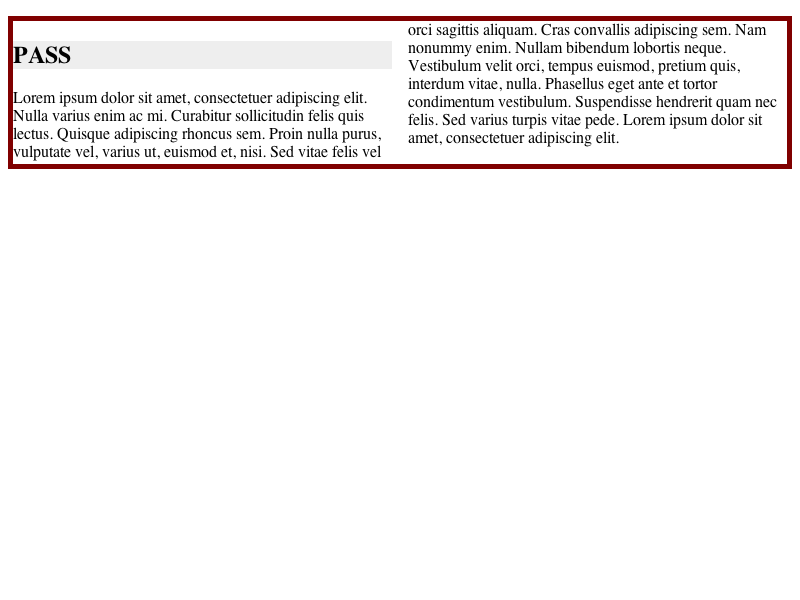 PASS
Lorem ipsum dolor sit amet, consectetuer adipiscing elit.
Nulla varius enim ac mi. Curabitur sollicitudin felis quis
lectus. Quisque adipiscing rhoncus sem. Proin nulla purus,
vulputate vel, varius ut, euismod et, nisi. Sed vitae felis vel
orci sagittis aliquam. Cras convallis adipiscing sem. Nam
nonummy enim. Nullam bibendum lobortis neque.
Vestibulum velit orci, tempus euismod, pretium quis,
interdum vitae, nulla. Phasellus eget ante et tortor
condimentum vestibulum. Suspendisse hendrerit quam nec
felis. Sed varius turpis vitae pede. Lorem ipsum dolor sit
amet, consectetuer adipiscing elit.